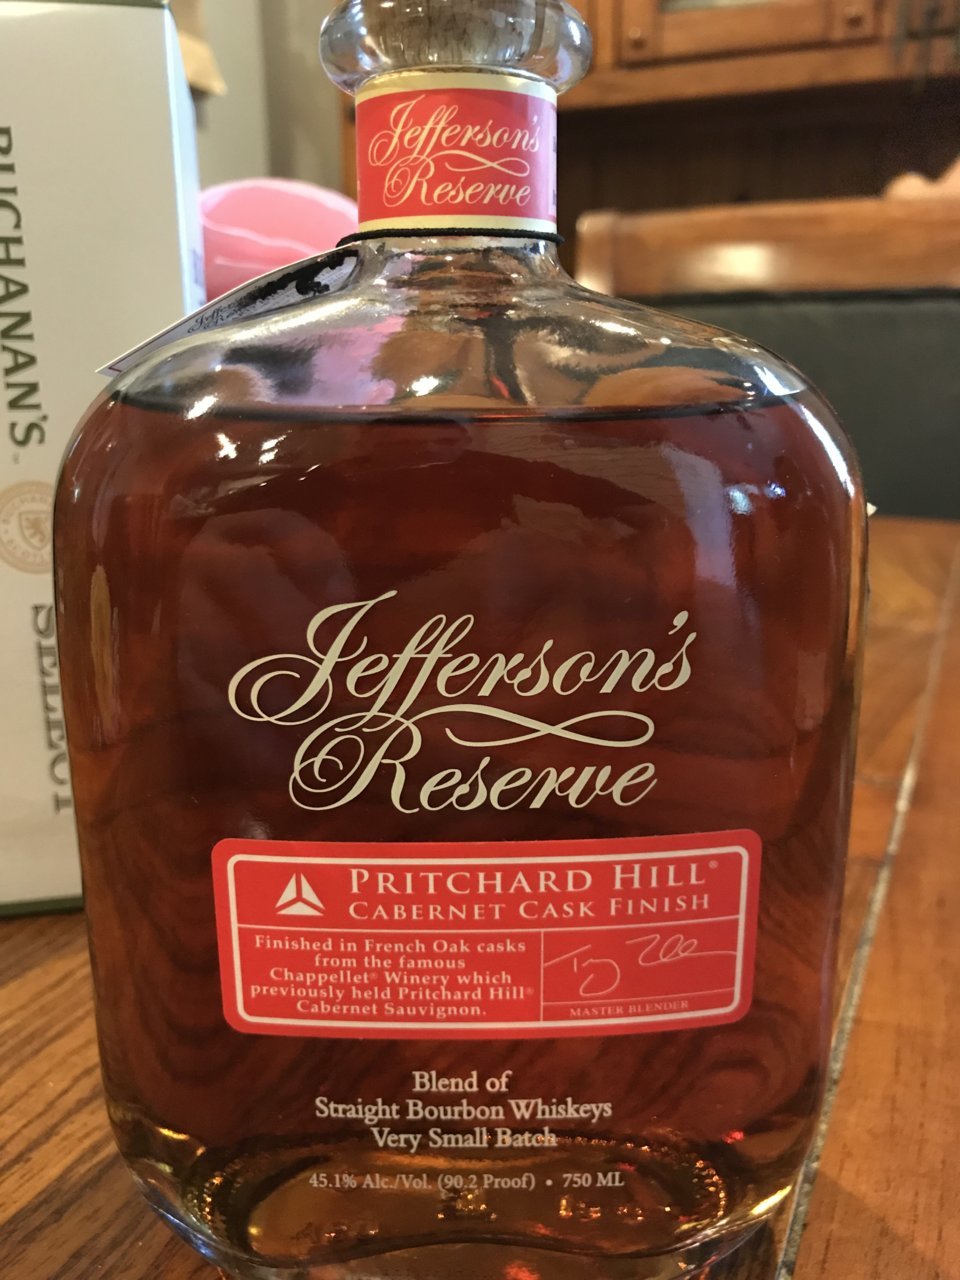 Jefferson's
Reserve
BUCHANAN'S
SELECT
Jefferson's
Reserve
PRITCHARD HILL®
CABERNET CASK FINISH
Finished in French Oak casks
from the famous
Chappellet® Winery which
previously held Pritchard Hill®
Cabernet Sauvignon.
MASTER BLENDER
Blend of
Straight Bourbon Whiskeys
Very Small Batch
45.1% Alc./Vol. (90.2 Proof) • 750 ML